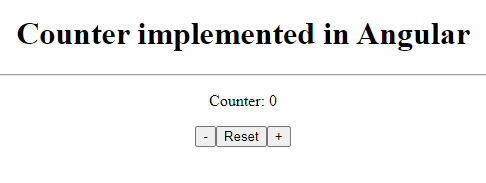 Counter implemented in Angular
Counter: 0
- Reset +